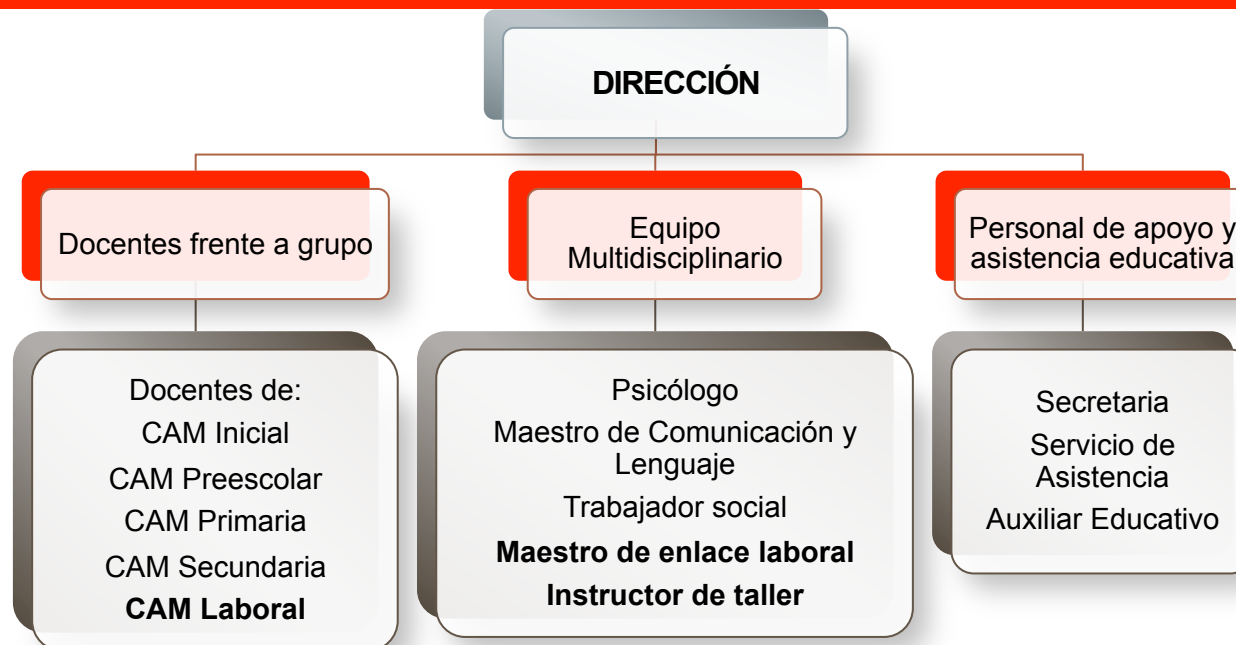 DIRECCIÓN
Docentes frente a grupo
Equipo
Multidisciplinario
Personal de apoyo y
asistencia educativa
Docentes de:
CAM Inicial
CAM Preescolar
CAM Primaria
CAM Secundaria
CAM Laboral
Psicólogo
Maestro de Comunicación y
Lenguaje
Trabajador social
Maestro de enlace laboral
Instructor de taller
Secretaria
Servicio de
Asistencia
Auxiliar Educativo